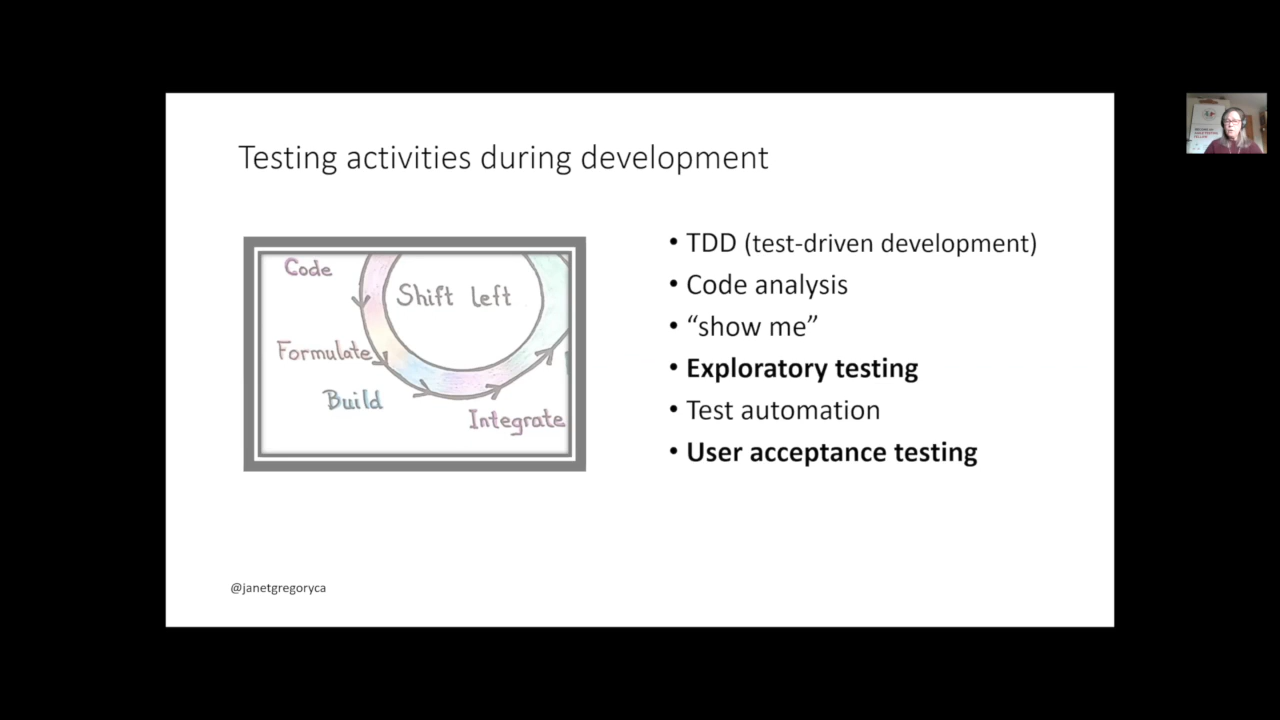 Testing activities during development
Code
Shift left
Formulate
Build
Integrate
• TDD (test-driven development)
• Code analysis
• “show me”
• Exploratory testing
• Test automation
• User acceptance testing
@janetgregoryca